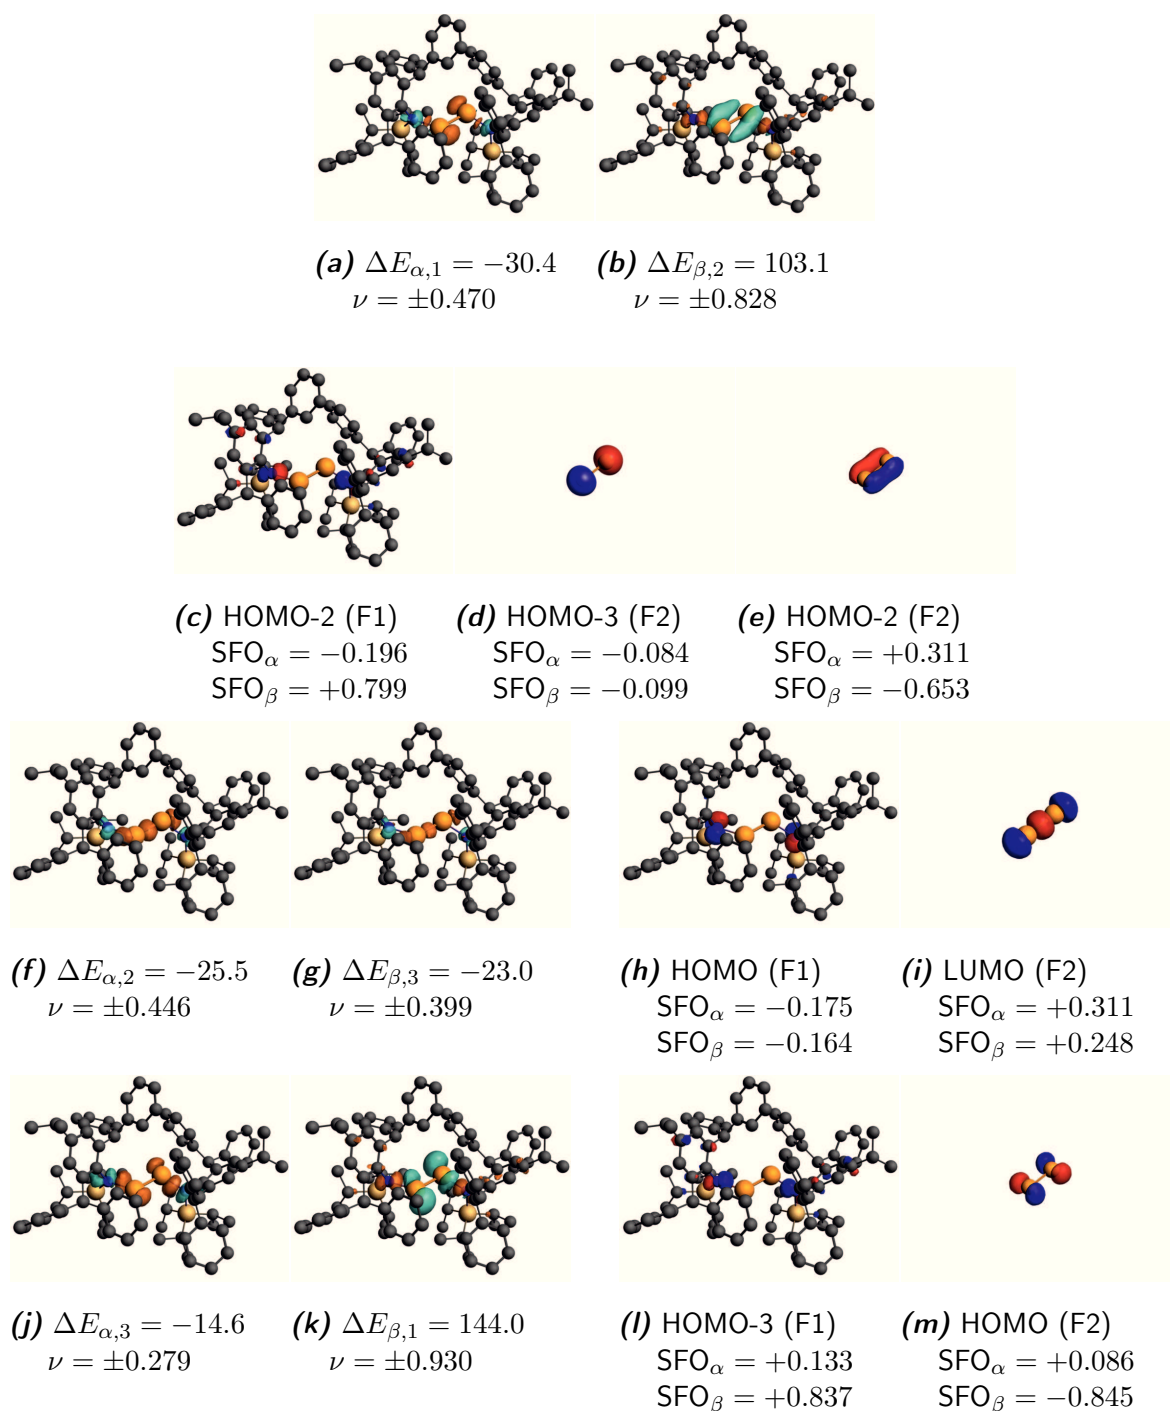 (a) ΔE_{α,1} = −30.4
ν = ±0.470
(b) ΔE_{β,2} = 103.1
ν = ±0.828
(c) HOMO-2 (F1)
SFO_α = −0.196
SFO_β = +0.799
(d) HOMO-3 (F2)
SFO_α = −0.084
SFO_β = −0.099
(e) HOMO-2 (F2)
SFO_α = +0.311
SFO_β = −0.653
(f) ΔE_{α,2} = −25.5
ν = ±0.446
(g) ΔE_{β,3} = −23.0
ν = ±0.399
(h) HOMO (F1)
SFO_α = −0.175
SFO_β = −0.164
(i) LUMO (F2)
SFO_α = +0.311
SFO_β = +0.248
(j) ΔE_{α,3} = −14.6
ν = ±0.279
(k) ΔE_{β,1} = 144.0
ν = ±0.930
(l) HOMO-3 (F1)
SFO_α = +0.133
SFO_β = +0.837
(m) HOMO (F2)
SFO_α = +0.086
SFO_β = −0.845